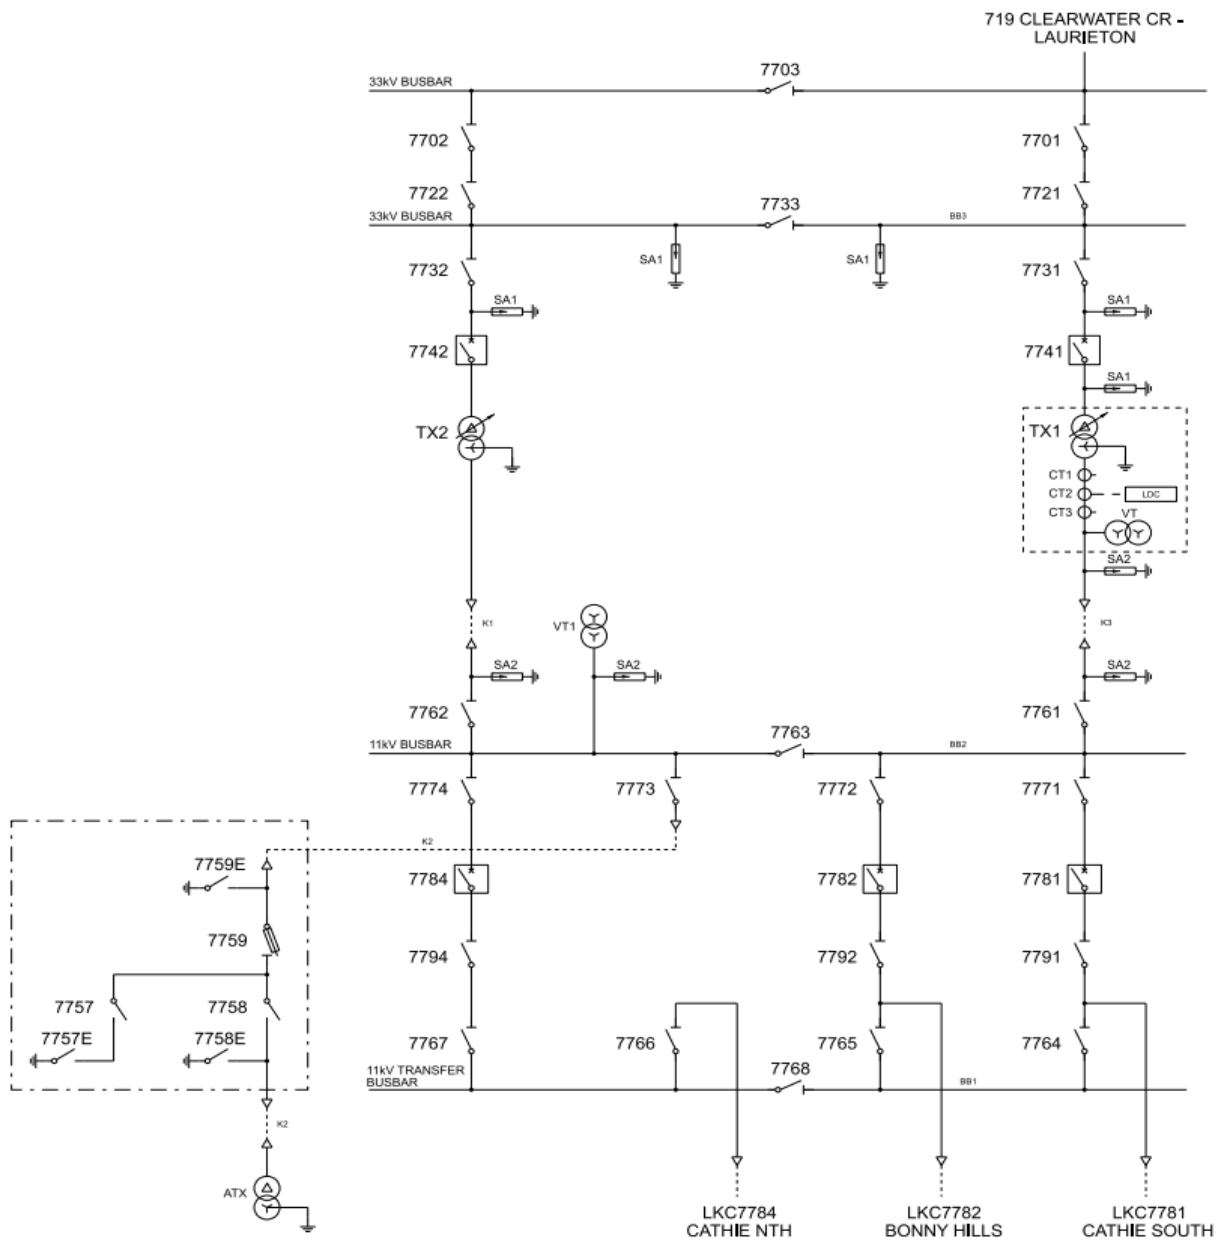 719 CLEARWATER CR -
LAURIETON
7703
33kV BUSBAR
7702
7701
7722
7721
33kV BUSBAR
7733
BB3
7732
SA1
SA1
7731
SA1
SA1
7742
7741
SA1
TX2
TX1
CT1
CT2
LDC
CT3
VT
SA2
K1
VT1
K3
SA2
SA2
SA2
7762
7761
7763
11kV BUSBAR
BB2
7774
7773
7772
7771
K2
7759E
7784
7782
7781
7759
7794
7792
7791
7757
7758
7757E
7758E
7767
7766
7765
7764
11kV TRANSFER
BUSBAR
7768
BB1
K2
ATX
LKC7784
CATHIE NTH
LKC7782
BONNY HILLS
LKC7781
CATHIE SOUTH